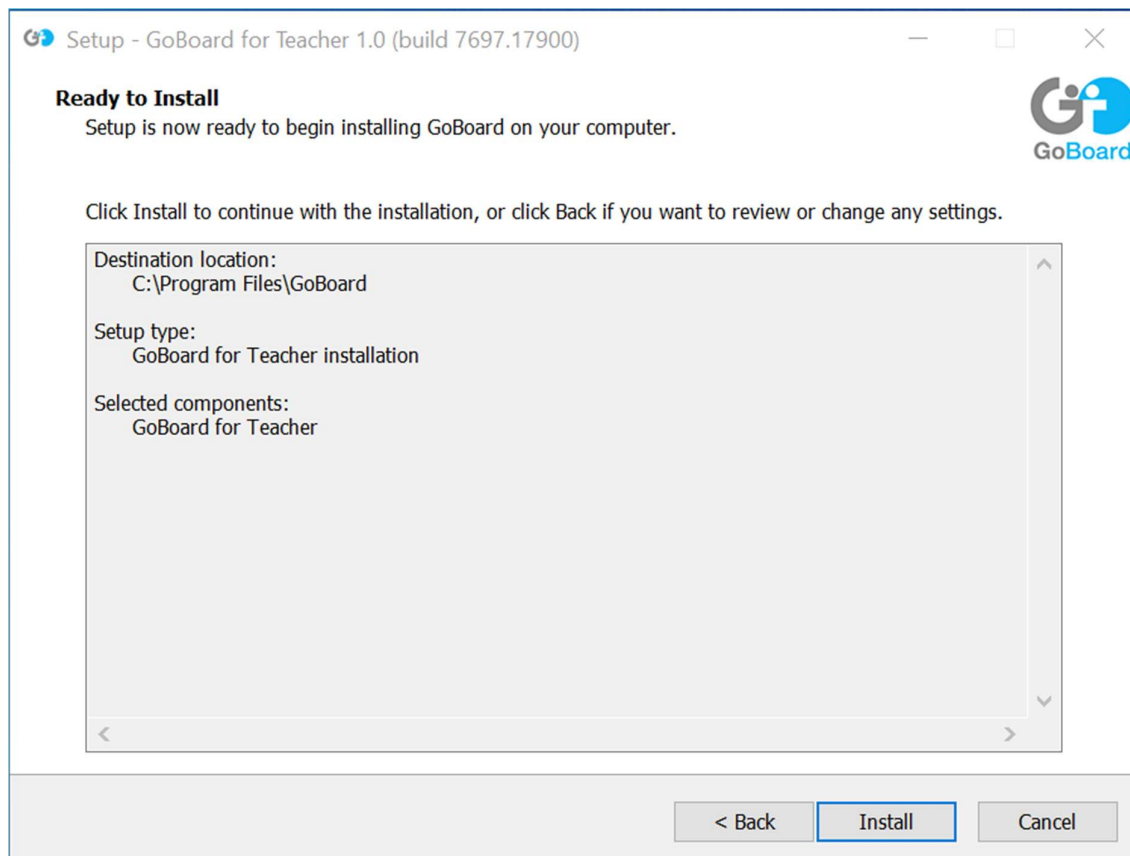 Setup - GoBoard for Teacher 1.0 (build 7697.17900)
Ready to Install
Setup is now ready to begin installing GoBoard on your computer.
GoBoard
Click Install to continue with the installation, or click Back if you want to review or change any settings.
Destination location:
C:\Program Files\GoBoard
Setup type:
GoBoard for Teacher installation
Selected components:
GoBoard for Teacher
< Back
Install
Cancel